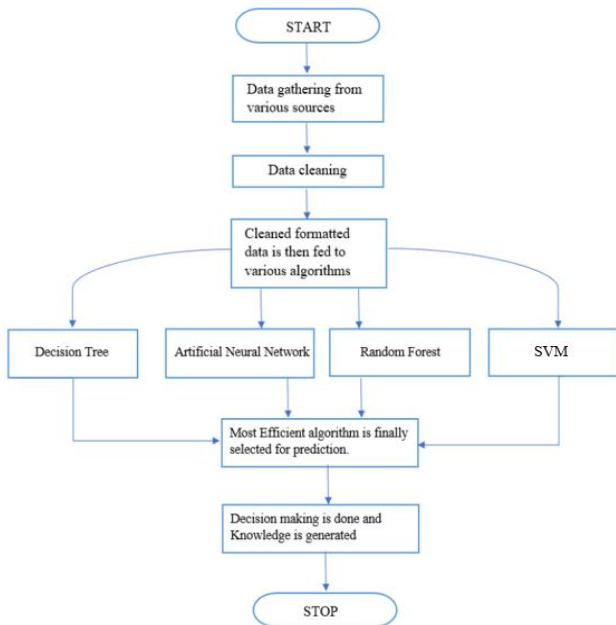 START
Data gathering from
various sources
Data cleaning
Cleaned formatted
data is then fed to
various algorithms
Decision Tree
Artificial Neural Network
Random Forest
SVM
Most Efficient algorithm is finally
selected for prediction.
Decision making is done and
Knowledge is generated
STOP